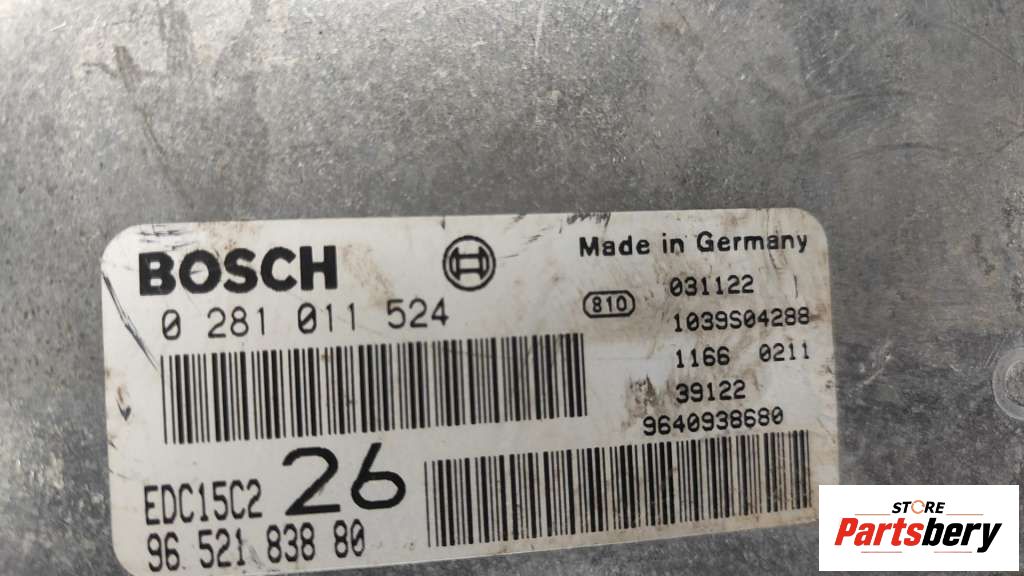 BOSCH
Made in Germany
0 281 011 524
810
031122
1039S04288
1166 0211
39122
9640938680
EDC15C2 26
96 521 838 80
STORE
Partsbery